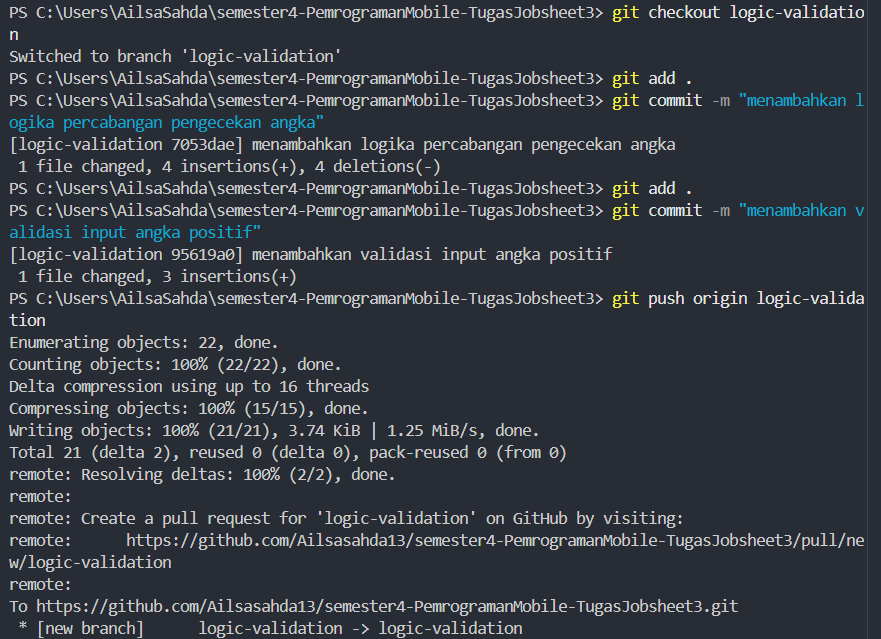 PS C:\Users\AilsaSahda\semester4-PemrogramanMobile-TugasJobsheet3> git checkout logic-validatio
n
Switched to branch 'logic-validation'
PS C:\Users\AilsaSahda\semester4-PemrogramanMobile-TugasJobsheet3> git add .
PS C:\Users\AilsaSahda\semester4-PemrogramanMobile-TugasJobsheet3> git commit -m "menambahkan l
ogika percabangan pengecekan angka"
[logic-validation 7053dae] menambahkan logika percabangan pengecekan angka
 1 file changed, 4 insertions(+), 4 deletions(-)
PS C:\Users\AilsaSahda\semester4-PemrogramanMobile-TugasJobsheet3> git add .
PS C:\Users\AilsaSahda\semester4-PemrogramanMobile-TugasJobsheet3> git commit -m "menambahkan v
alidasi input angka positif"
[logic-validation 95619a0] menambahkan validasi input angka positif
 1 file changed, 3 insertions(+)
PS C:\Users\AilsaSahda\semester4-PemrogramanMobile-TugasJobsheet3> git push origin logic-valida
tion
Enumerating objects: 22, done.
Counting objects: 100% (22/22), done.
Delta compression using up to 16 threads
Compressing objects: 100% (15/15), done.
Writing objects: 100% (21/21), 3.74 KiB | 1.25 MiB/s, done.
Total 21 (delta 2), reused 0 (delta 0), pack-reused 0 (from 0)
remote: Resolving deltas: 100% (2/2), done.
remote:
remote: Create a pull request for 'logic-validation' on GitHub by visiting:
remote:      https://github.com/Ailsasahda13/semester4-PemrogramanMobile-TugasJobsheet3/pull/ne
w/logic-validation
remote:
To https://github.com/Ailsasahda13/semester4-PemrogramanMobile-TugasJobsheet3.git
 * [new branch]      logic-validation -> logic-validation